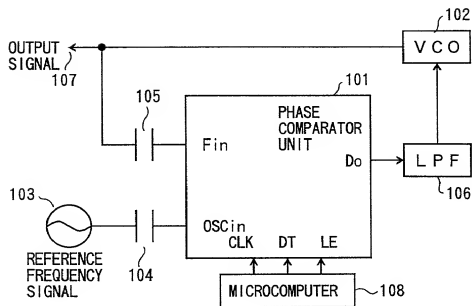 102
OUTPUT
SIGNAL
VCO
107
101
105
PHASE
COMPARATOR
UNIT
Fin
Do
LPF
103
106
OSCin
REFERENCE
FREQUENCY
SIGNAL
104
CLK DT LE
MICROCOMPUTER
108